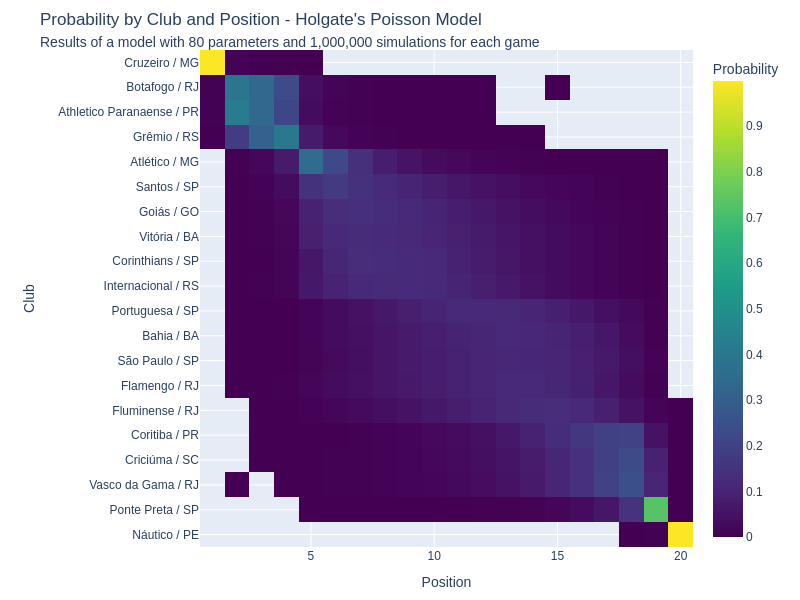 Probability by Club and Position - Holgate's Poisson Model
Results of a model with 80 parameters and 1,000,000 simulations for each game
Probability
Cruzeiro / MG
Botafogo / RJ
Athletico Paranaense / PR
Grêmio / RS
Atlético / MG
Santos / SP
Goiás / GO
Vitória / BA
Corinthians / SP
Internacional / RS
Portuguesa / SP
Bahia / BA
São Paulo / SP
Flamengo / RJ
Fluminense / RJ
Coritiba / PR
Criciúma / SC
Vasco da Gama / RJ
Ponte Preta / SP
Náutico / PE
Club
5
10
15
20
Position
0.9
0.8
0.7
0.6
0.5
0.4
0.3
0.2
0.1
0